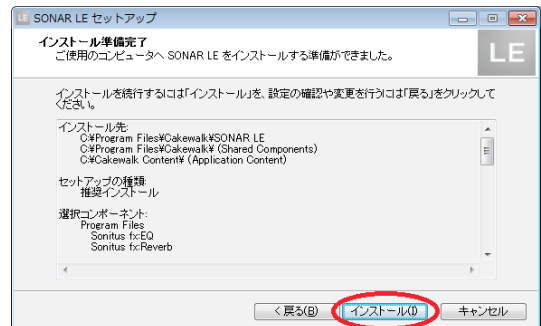 LE SONAR LE セットアップ
インストール準備完了
ご使用のコンピュータへ SONAR LE をインストールする準備ができました。
LE
インストールを続行するには「インストール」を、設定の確認や変更を行うには「戻る」をクリックして
ください。
インストール先:
C:¥Program Files¥Cakewalk¥SONAR LE
C:¥Program Files¥Cakewalk¥ (Shared Components)
C:¥Cakewalk Content¥ (Application Content)
セットアップの種類:
推奨インストール
選択コンポーネント:
Program Files
Sonitus fx:EQ
Sonitus fx:Reverb
< 戻る(B)
インストール(I)
キャンセル